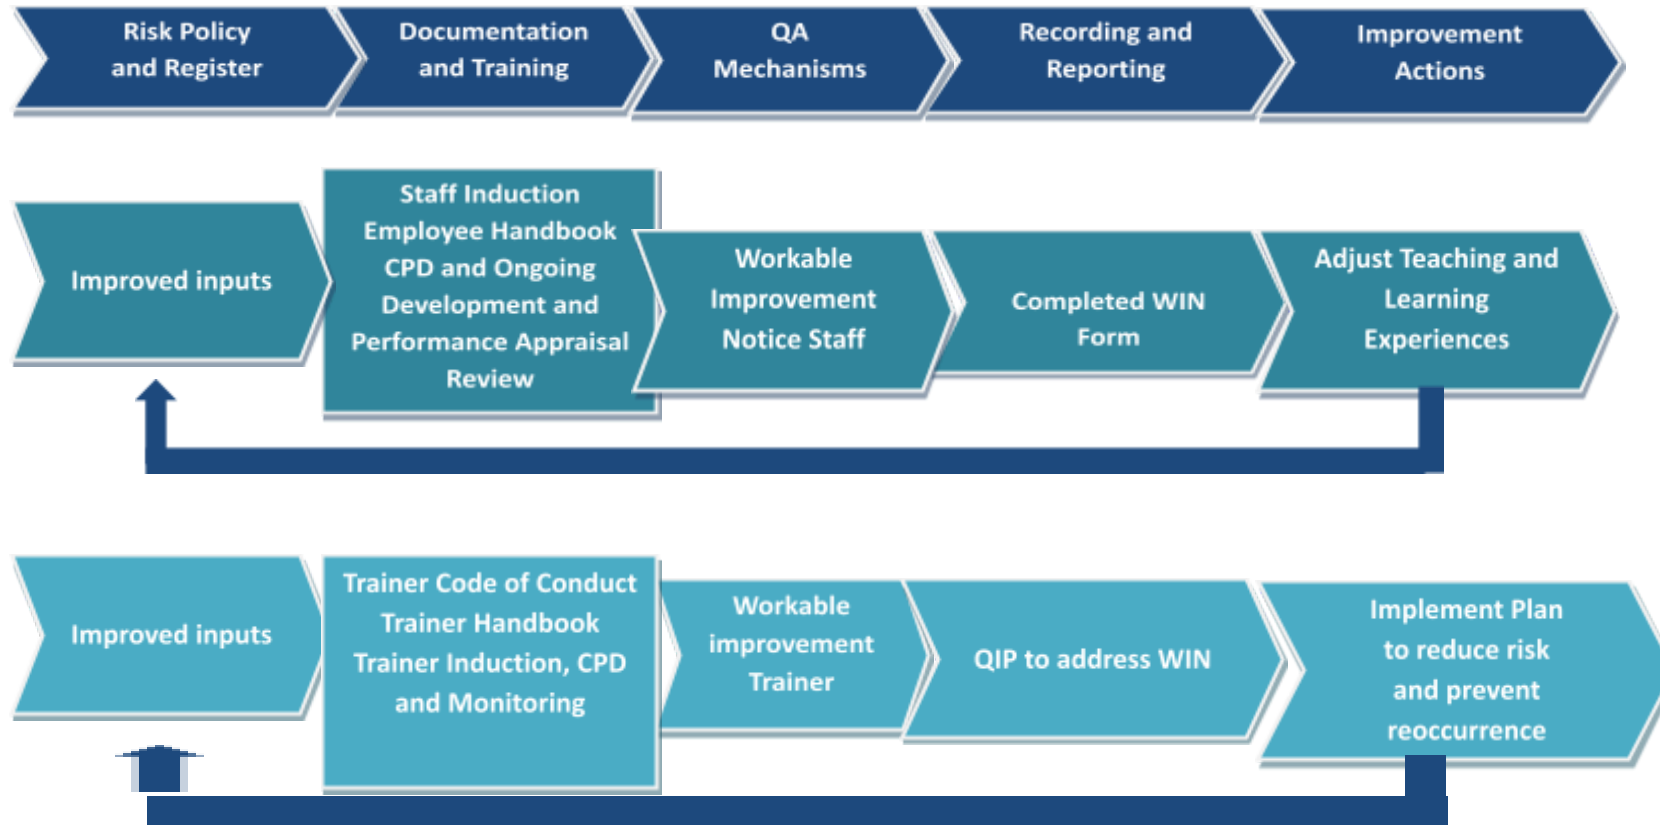 Risk Policy
and Register
Documentation
and Training
QA
Mechanisms
Recording and
Reporting
Improvement
Actions
Improved inputs
Staff Induction
Employee Handbook
CPD and Ongoing
Development and
Performance Appraisal
Review
Workable
Improvement
Notice Staff
Completed WIN
Form
Adjust Teaching and
Learning
Experiences
Improved inputs
Trainer Code of Conduct
Trainer Handbook
Trainer Induction, CPD
and Monitoring
Workable
improvement
Trainer
QIP to address WIN
Implement Plan
to reduce risk
and prevent
reoccurrence